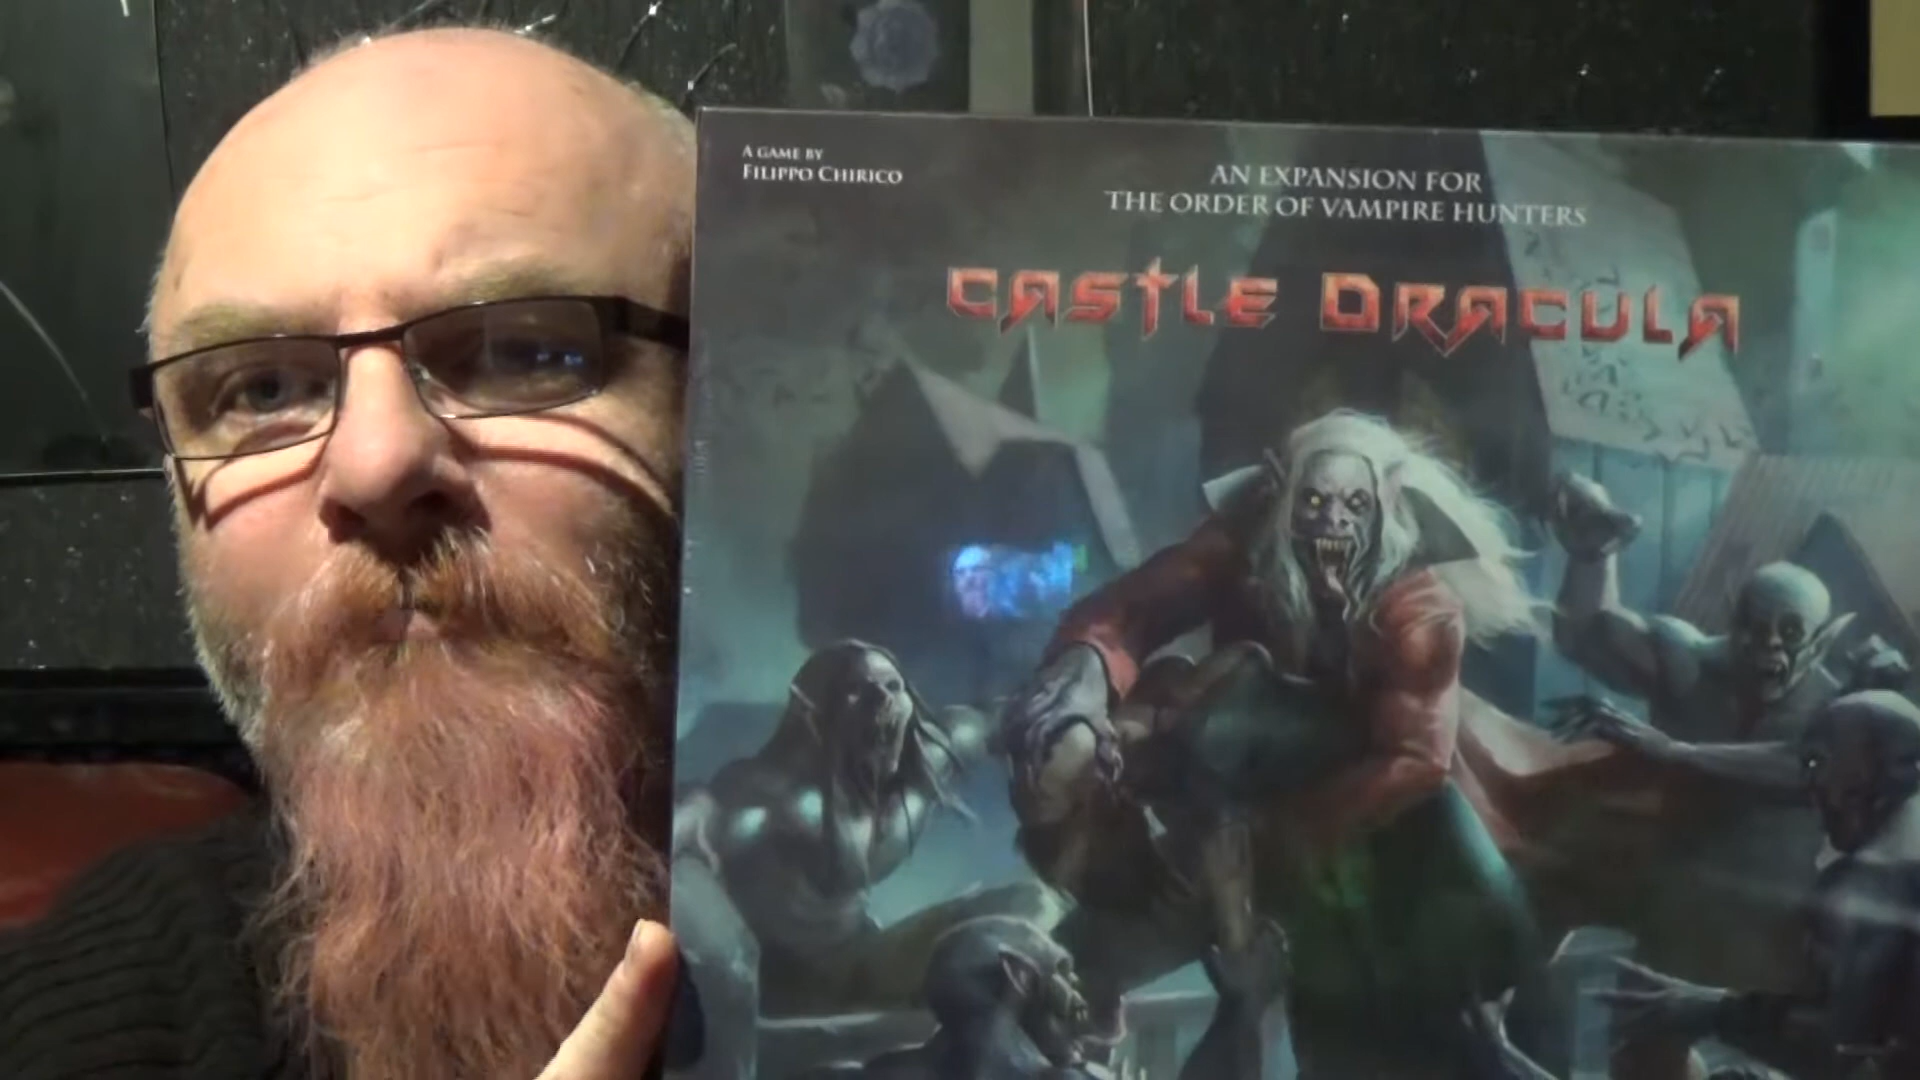 A GAME BY
FILIPPO CHIRICO
AN EXPANSION FOR
THE ORDER OF VAMPIRE HUNTERS
CASTLE DRACULA